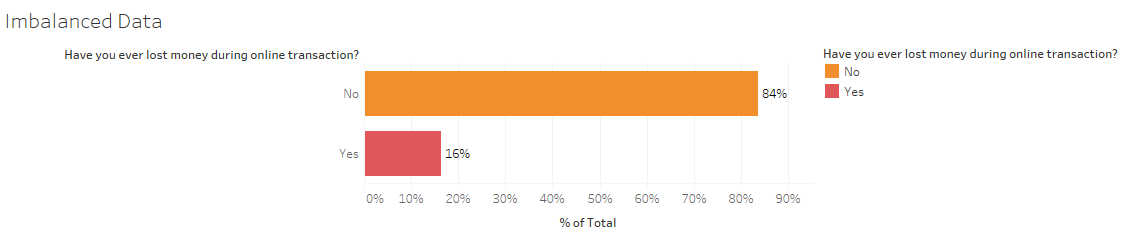 Imbalanced Data
Have you ever lost money during online transaction?
No
84%
Yes
16%
0% 10% 20% 30% 40% 50% 60% 70% 80% 90%
% of Total
Have you ever lost money during online transaction?
No
Yes